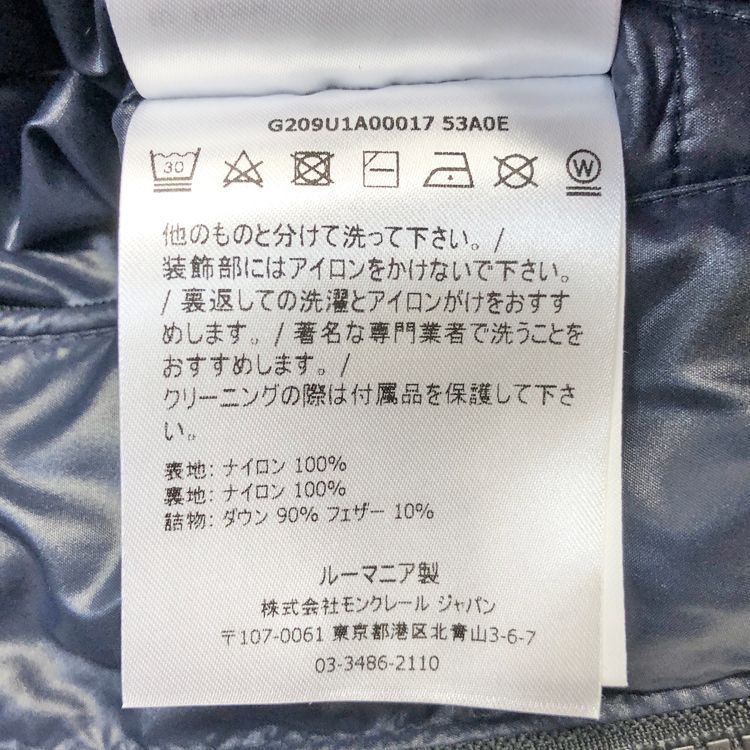 G209U1A00017 53A0E
30
W
他のものと分けて洗って下さい。/
装飾部にはアイロンをかけないで下さい。
/ 裏返しての洗濯とアイロンがけをおすす
めします。/ 著名な専門業者で洗うことを
おすすめします。/
クリーニングの際は付属品を保護して下さ
い。
表地: ナイロン 100%
裏地: ナイロン 100%
詰物: ダウン 90% フェザー 10%
ルーマニア製
株式会社モンクレール ジャパン
〒107-0061 東京都港区北青山3-6-7
03-3486-2110